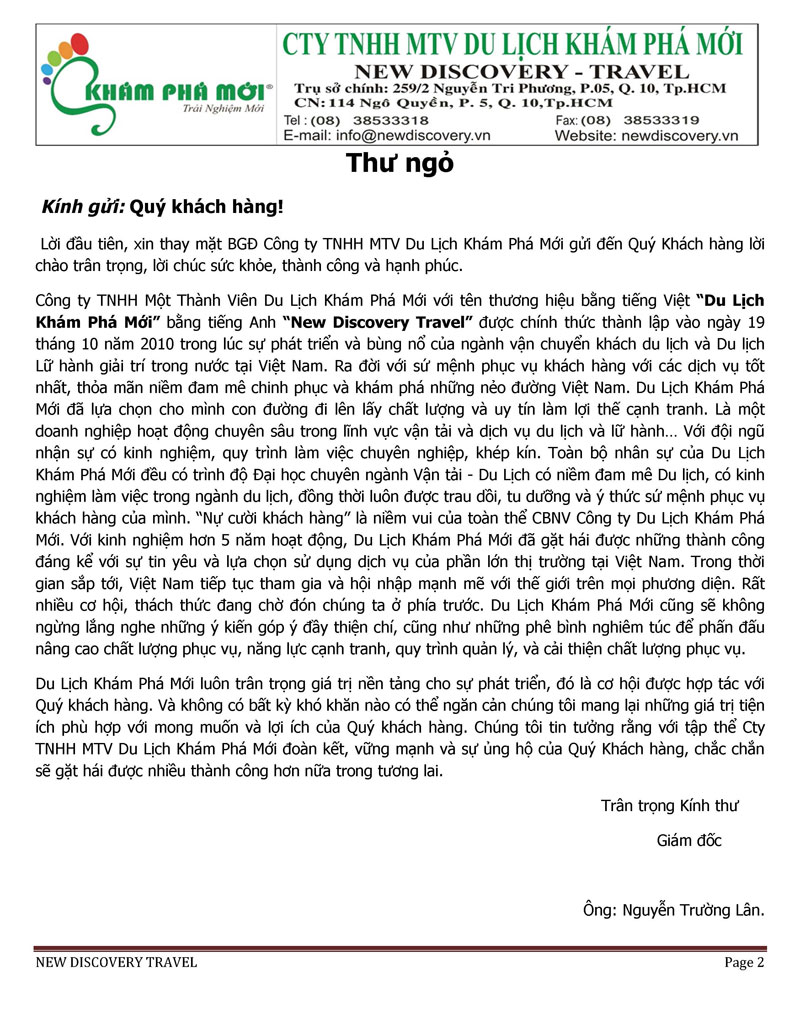 KHÁM PHÁ MỚI®
Trải Nghiệm Mới
CTY TNHH MTV DU LỊCH KHÁM PHÁ MỚI
NEW DISCOVERY - TRAVEL
Trụ sở chính: 259/2 Nguyễn Tri Phương, P.05, Q. 10, Tp.HCM
CN: 114 Ngô Quyền, P. 5, Q. 10,Tp.HCM
Tel : (08) 38533318 Fax: (08) 38533319
E-mail: info@newdiscovery.vn Website: newdiscovery.vn
Thư ngỏ
Kính gửi: Quý khách hàng!
Lời đầu tiên, xin thay mặt BGĐ Công ty TNHH MTV Du Lịch Khám Phá Mới gửi đến Quý Khách hàng lời
chào trân trọng, lời chúc sức khỏe, thành công và hạnh phúc.
Công ty TNHH Một Thành Viên Du Lịch Khám Phá Mới với tên thương hiệu bằng tiếng Việt “Du Lịch
Khám Phá Mới” bằng tiếng Anh “New Discovery Travel” được chính thức thành lập vào ngày 19
tháng 10 năm 2010 trong lúc sự phát triển và bùng nổ của ngành vận chuyển khách du lịch và Du lịch
Lữ hành giải trí trong nước tại Việt Nam. Ra đời với sứ mệnh phục vụ khách hàng với các dịch vụ tốt
nhất, thỏa mãn niềm đam mê chinh phục và khám phá những nẻo đường Việt Nam. Du Lịch Khám Phá
Mới đã lựa chọn cho mình con đường đi lên lấy chất lượng và uy tín làm lợi thế cạnh tranh. Là một
doanh nghiệp hoạt động chuyên sâu trong lĩnh vực vận tải và dịch vụ du lịch và lữ hành… Với đội ngũ
nhận sự có kinh nghiệm, quy trình làm việc chuyên nghiệp, khép kín. Toàn bộ nhân sự của Du Lịch
Khám Phá Mới đều có trình độ Đại học chuyên ngành Vận tải - Du Lịch có niềm đam mê Du lịch, có kinh
nghiệm làm việc trong ngành du lịch, đồng thời luôn được trau dồi, tu dưỡng và ý thức sứ mệnh phục vụ
khách hàng của mình. “Nự cười khách hàng” là niềm vui của toàn thể CBNV Công ty Du Lịch Khám Phá
Mới. Với kinh nghiệm hơn 5 năm hoạt động, Du Lịch Khám Phá Mới đã gặt hái được những thành công
đáng kể với sự tin yêu và lựa chọn sử dụng dịch vụ của phần lớn thị trường tại Việt Nam. Trong thời
gian sắp tới, Việt Nam tiếp tục tham gia và hội nhập mạnh mẽ với thế giới trên mọi phương diện. Rất
nhiều cơ hội, thách thức đang chờ đón chúng ta ở phía trước. Du Lịch Khám Phá Mới cũng sẽ không
ngừng lắng nghe những ý kiến góp ý đầy thiện chí, cũng như những phê bình nghiêm túc để phấn đấu
nâng cao chất lượng phục vụ, năng lực cạnh tranh, quy trình quản lý, và cải thiện chất lượng phục vụ.
Du Lịch Khám Phá Mới luôn trân trọng giá trị nền tảng cho sự phát triển, đó là cơ hội được hợp tác với
Quý khách hàng. Và không có bất kỳ khó khăn nào có thể ngăn cản chúng tôi mang lại những giá trị tiện
ích phù hợp với mong muốn và lợi ích của Quý khách hàng. Chúng tôi tin tưởng rằng với tập thể Cty
TNHH MTV Du Lịch Khám Phá Mới đoàn kết, vững mạnh và sự ủng hộ của Quý Khách hàng, chắc chắn
sẽ gặt hái được nhiều thành công hơn nữa trong tương lai.
Trân trọng Kính thư
Giám đốc
Ông: Nguyễn Trường Lân.
NEW DISCOVERY TRAVEL Page 2